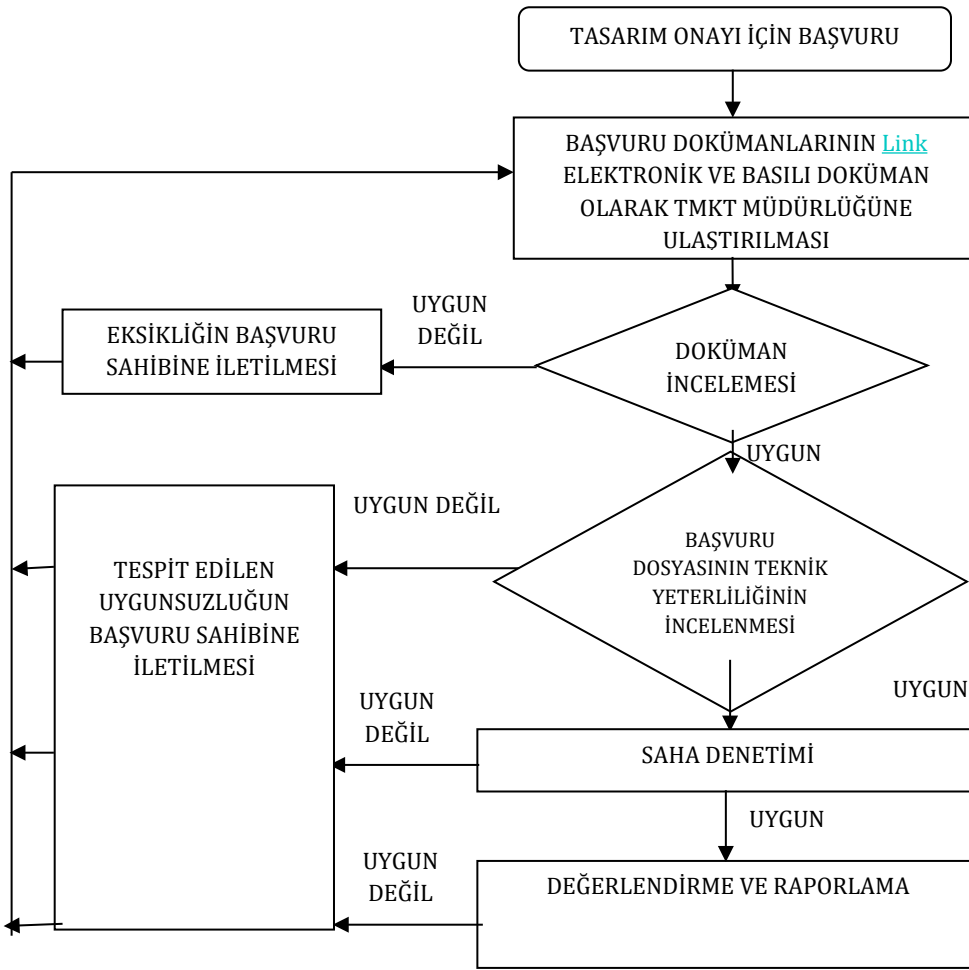 TASARIM ONAYI İÇİN BAŞVURU
BAŞVURU DOKÜMANLARININ Link
ELEKTRONİK VE BASILI DOKÜMAN
OLARAK TMKT MÜDÜRLÜĞÜNE
ULAŞTIRILMASI
UYGUN
DEĞİL
EKSİKLİĞİN BAŞVURU
SAHİBİNE İLETİLMESİ
DOKÜMAN
İNCELEMESİ
UYGUN
UYGUN DEĞİL
BAŞVURU
DOSYASININ TEKNİK
YETERLİLİĞİNİN
İNCELENMESİ
TESPİT EDİLEN
UYGUNSUZLUĞUN
BAŞVURU SAHİBİNE
İLETİLMESİ
UYGUN
UYGUN
DEĞİL
SAHA DENETİMİ
UYGUN
UYGUN
DEĞİL
DEĞERLENDİRME VE RAPORLAMA